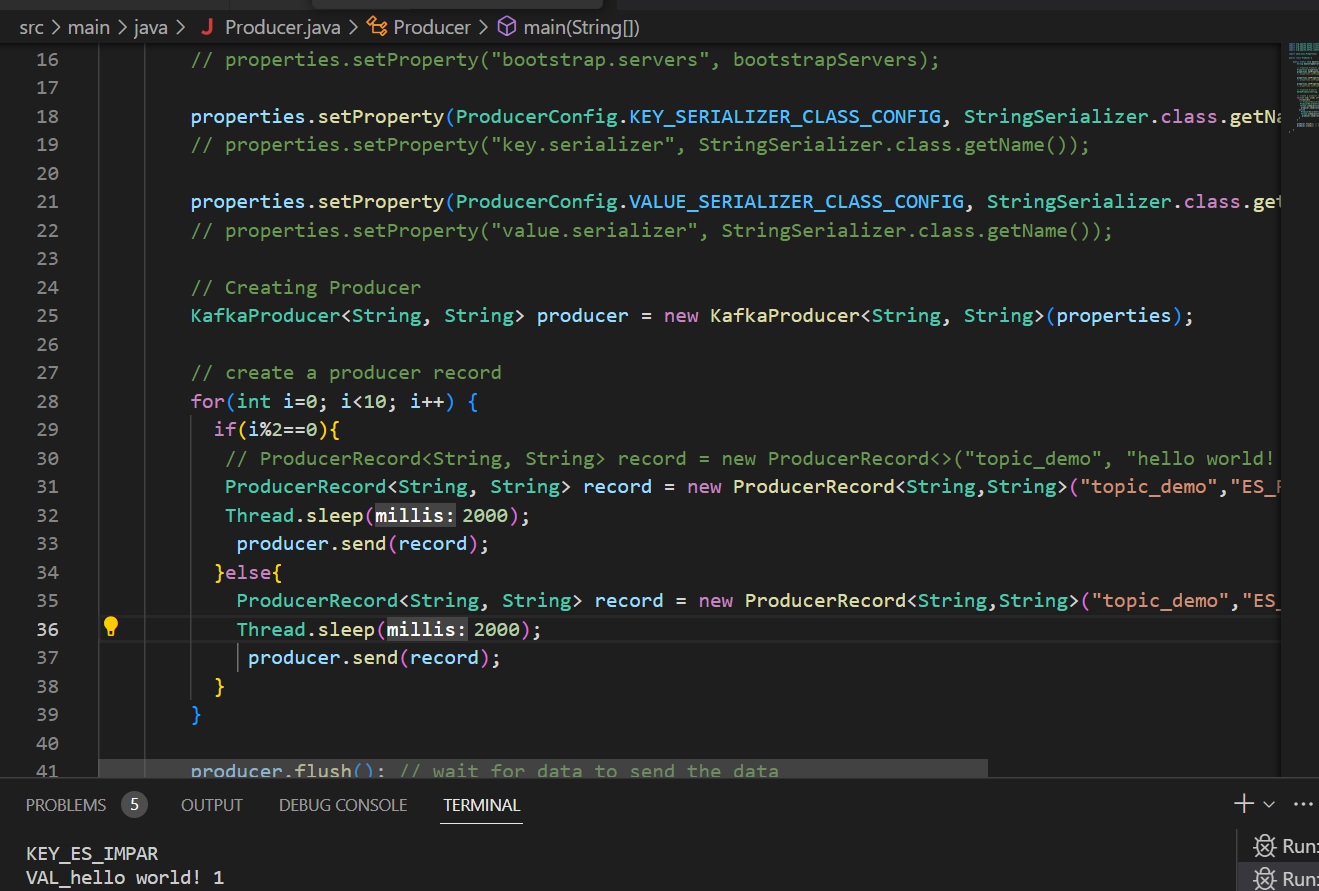 src > main > java > Producer.java > Producer > main(String[])
16 // properties.setProperty("bootstrap.servers", bootstrapServers);
17
18 properties.setProperty(ProducerConfig.KEY_SERIALIZER_CLASS_CONFIG, StringSerializer.class.getNa
19 // properties.setProperty("key.serializer", StringSerializer.class.getName());
20
21 properties.setProperty(ProducerConfig.VALUE_SERIALIZER_CLASS_CONFIG, StringSerializer.class.get
22 // properties.setProperty("value.serializer", StringSerializer.class.getName());
23
24 // Creating Producer
25 KafkaProducer<String, String> producer = new KafkaProducer<String, String>(properties);
26
27 // create a producer record
28 for(int i=0; i<10; i++) {
29 if(i%2==0){
30 // ProducerRecord<String, String> record = new ProducerRecord<>("topic_demo", "hello world!
31 ProducerRecord<String, String> record = new ProducerRecord<String,String>("topic_demo","ES_P
32 Thread.sleep(millis: 2000);
33 producer.send(record);
34 }else{
35 ProducerRecord<String, String> record = new ProducerRecord<String,String>("topic_demo","ES_
36 Thread.sleep(millis: 2000);
37 producer.send(record);
38 }
39 }
40
41 producer.flush(); // wait for data to send the data
PROBLEMS 5 OUTPUT DEBUG CONSOLE TERMINAL
KEY_ES_IMPAR
VAL_hello world! 1
Run:
Run: